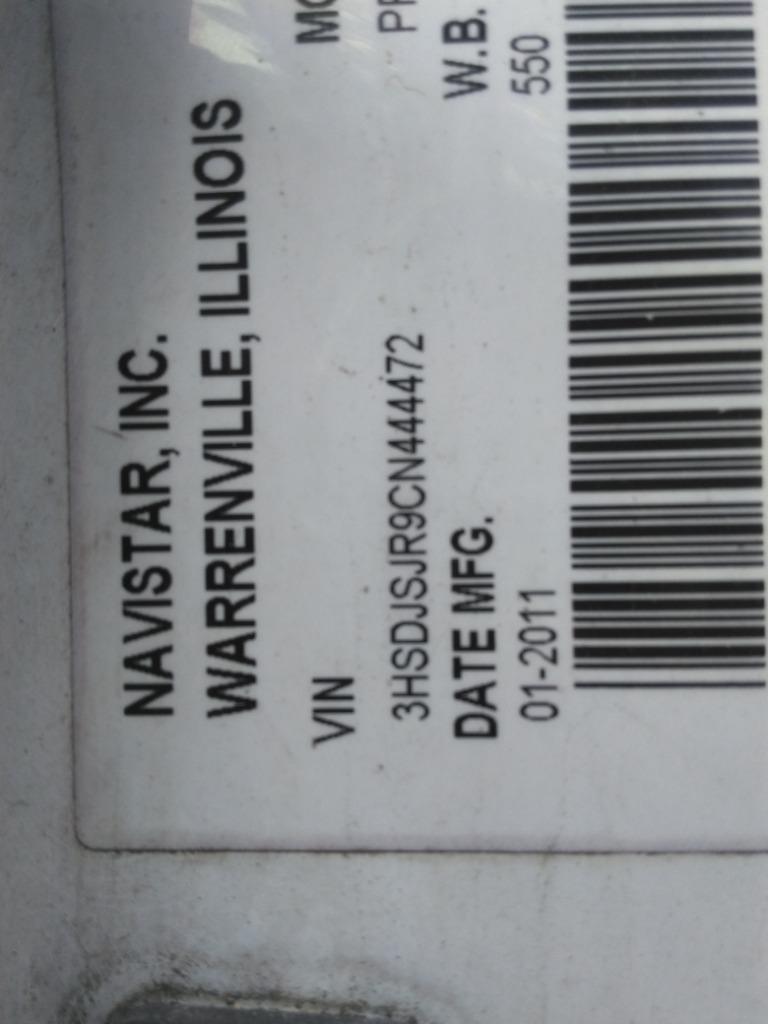 NAVISTAR, INC.
WARRENVILLE, ILLINOIS
VIN
3HSDJSJR9CN444472
DATE MFG.
01-2011
W.B.
550